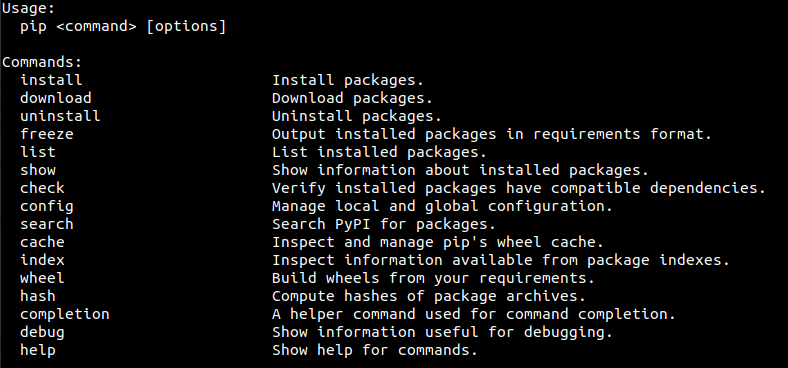 Usage:
  pip <command> [options]

Commands:
  install                     Install packages.
  download                    Download packages.
  uninstall                   Uninstall packages.
  freeze                      Output installed packages in requirements format.
  list                        List installed packages.
  show                        Show information about installed packages.
  check                       Verify installed packages have compatible dependencies.
  config                      Manage local and global configuration.
  search                      Search PyPI for packages.
  cache                       Inspect and manage pip's wheel cache.
  index                       Inspect information available from package indexes.
  wheel                       Build wheels from your requirements.
  hash                        Compute hashes of package archives.
  completion                  A helper command used for command completion.
  debug                       Show information useful for debugging.
  help                        Show help for commands.